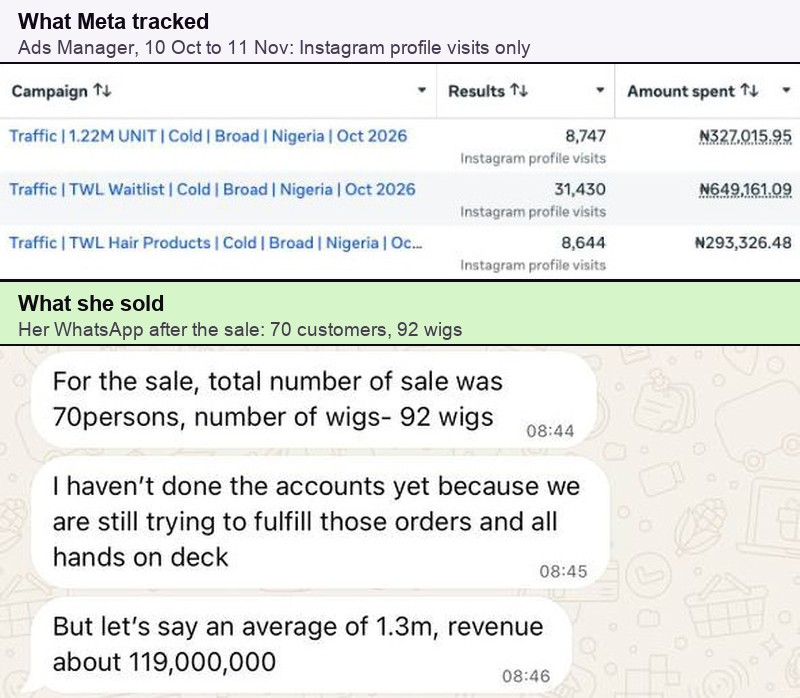 What Meta tracked
Ads Manager, 10 Oct to 11 Nov: Instagram profile visits only
Campaign ↑↓ Results ↑↓ Amount spent ↑↓
Traffic | 1.22M UNIT | Cold | Broad | Nigeria | Oct 2026 8,747 ₦327,015.95
Instagram profile visits
Traffic | TWL Waitlist | Cold | Broad | Nigeria | Oct 2026 31,430 ₦649,161.09
Instagram profile visits
Traffic | TWL Hair Products | Cold | Broad | Nigeria | Oc... 8,644 ₦293,326.48
Instagram profile visits
What she sold
Her WhatsApp after the sale: 70 customers, 92 wigs
For the sale, total number of sale was
70persons, number of wigs- 92 wigs 08:44
I haven’t done the accounts yet because we
are still trying to fulfill those orders and all
hands on deck 08:45
But let’s say an average of 1.3m, revenue
about 119,000,000 08:46